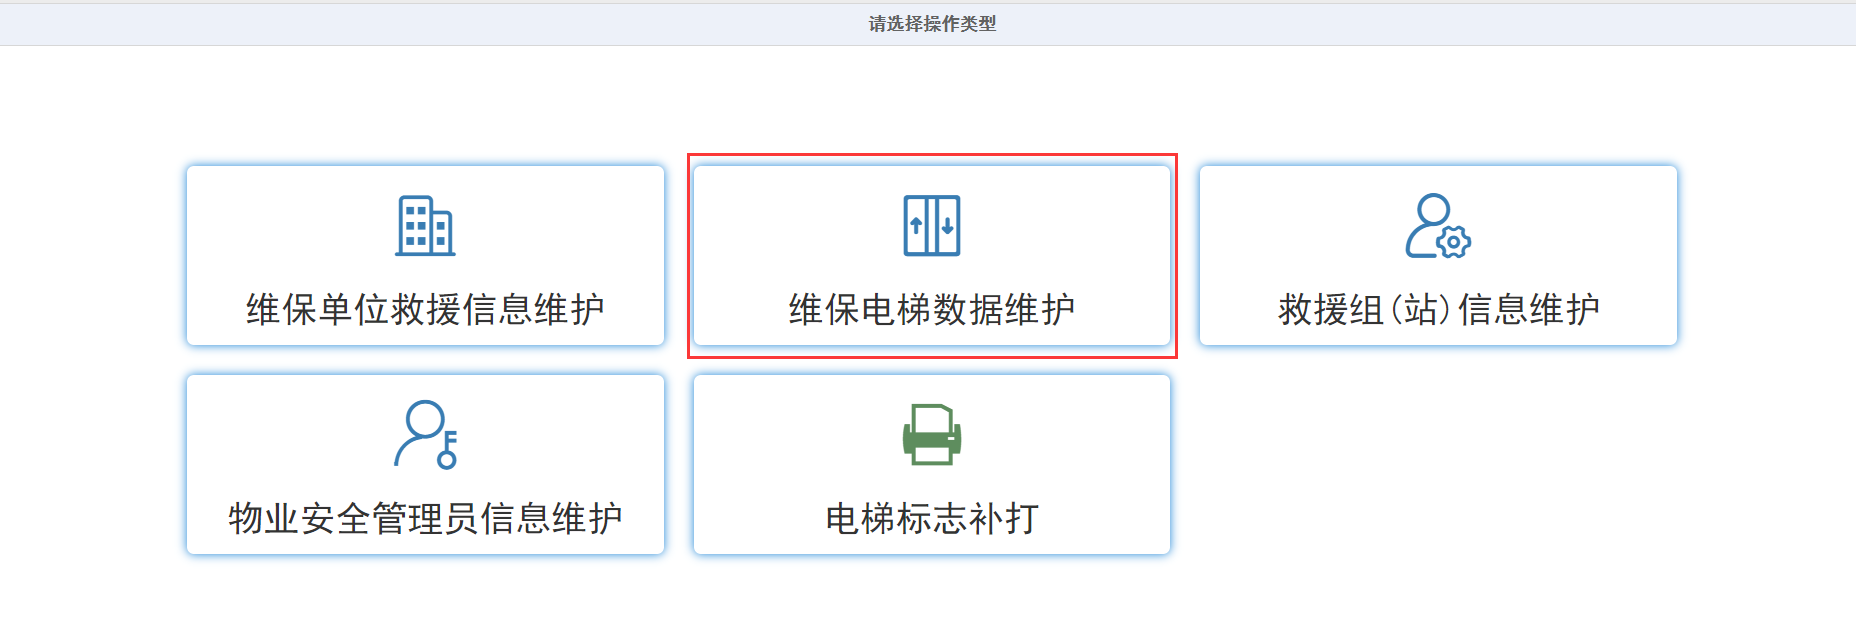 请选择操作类型
维保单位救援信息维护
维保电梯数据维护
救援组(站)信息维护
物业安全管理员信息维护
电梯标志补打